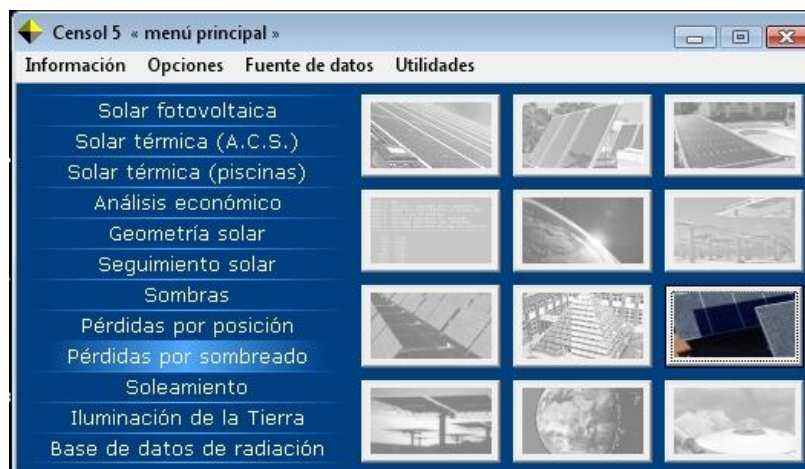 Censol 5 « menú principal »
Información Opciones Fuente de datos Utilidades
Solar fotovoltaica
Solar térmica (A.C.S.)
Solar térmica (piscinas)
Análisis económico
Geometría solar
Seguimiento solar
Sombras
Pérdidas por posición
Pérdidas por sombreado
Soleamiento
Iluminación de la Tierra
Base de datos de radiación